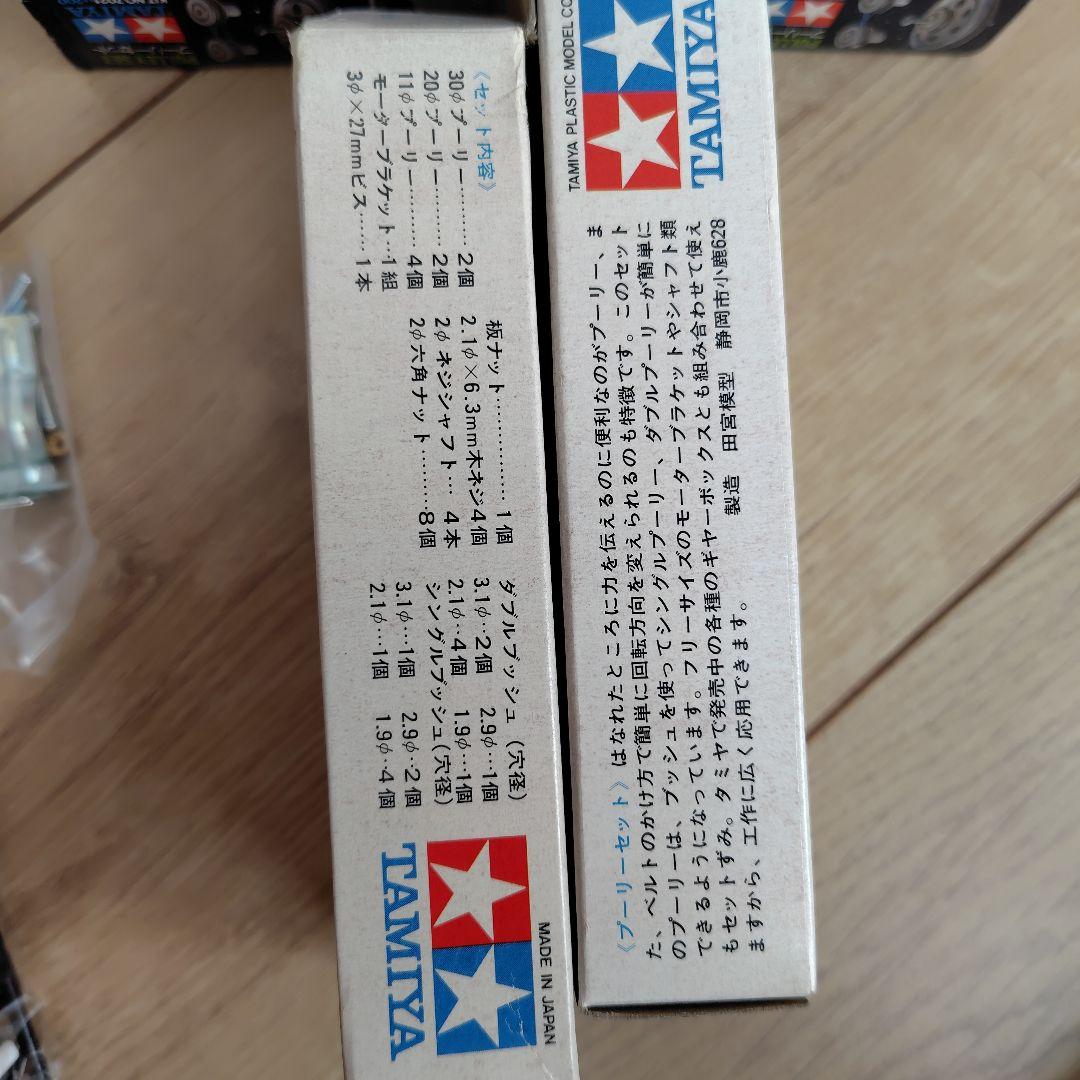 TAMIYA
〈セット内容〉
30φプーリー………… 2個
20φプーリー……… 2個
11φプーリー……… 4個
モーターブラケット…1組
3φ×27mmビス…… 1本
板ナット…………… 1個
2.1φ×6.3mm木ネジ4個
2φネジシャフト… 4本
2φ六角ナット………8個
ダブルブッシュ（穴径）
3.1φ…2個 2.9φ…1個
2.1φ…4個 1.9φ…1個
シングルブッシュ(穴径)
3.1φ…1個 2.9φ…2個
2.1φ…1個 1.9φ…4個
TAMIYA
MADE IN JAPAN
TAMIYA PLASTIC MODEL CO
TAMIYA
〈プーリーセット〉 はなれたところに力を伝えるのに便利なのがプーリー、ま
た、ベルトのかけ方で簡単に回転方向を変えられるのも特徴です。このセット
のプーリーは、ブッシュを使ってシングルプーリー、ダブルプーリーが簡単に
できるようになっています。フリーサイズのモーターブラケットやシャフト類
もセットずみ。タミヤで発売中の各種のギヤーボックスとも組み合わせて使え
ますから、工作に広く応用できます。 製造 田宮模型 静岡市小鹿628